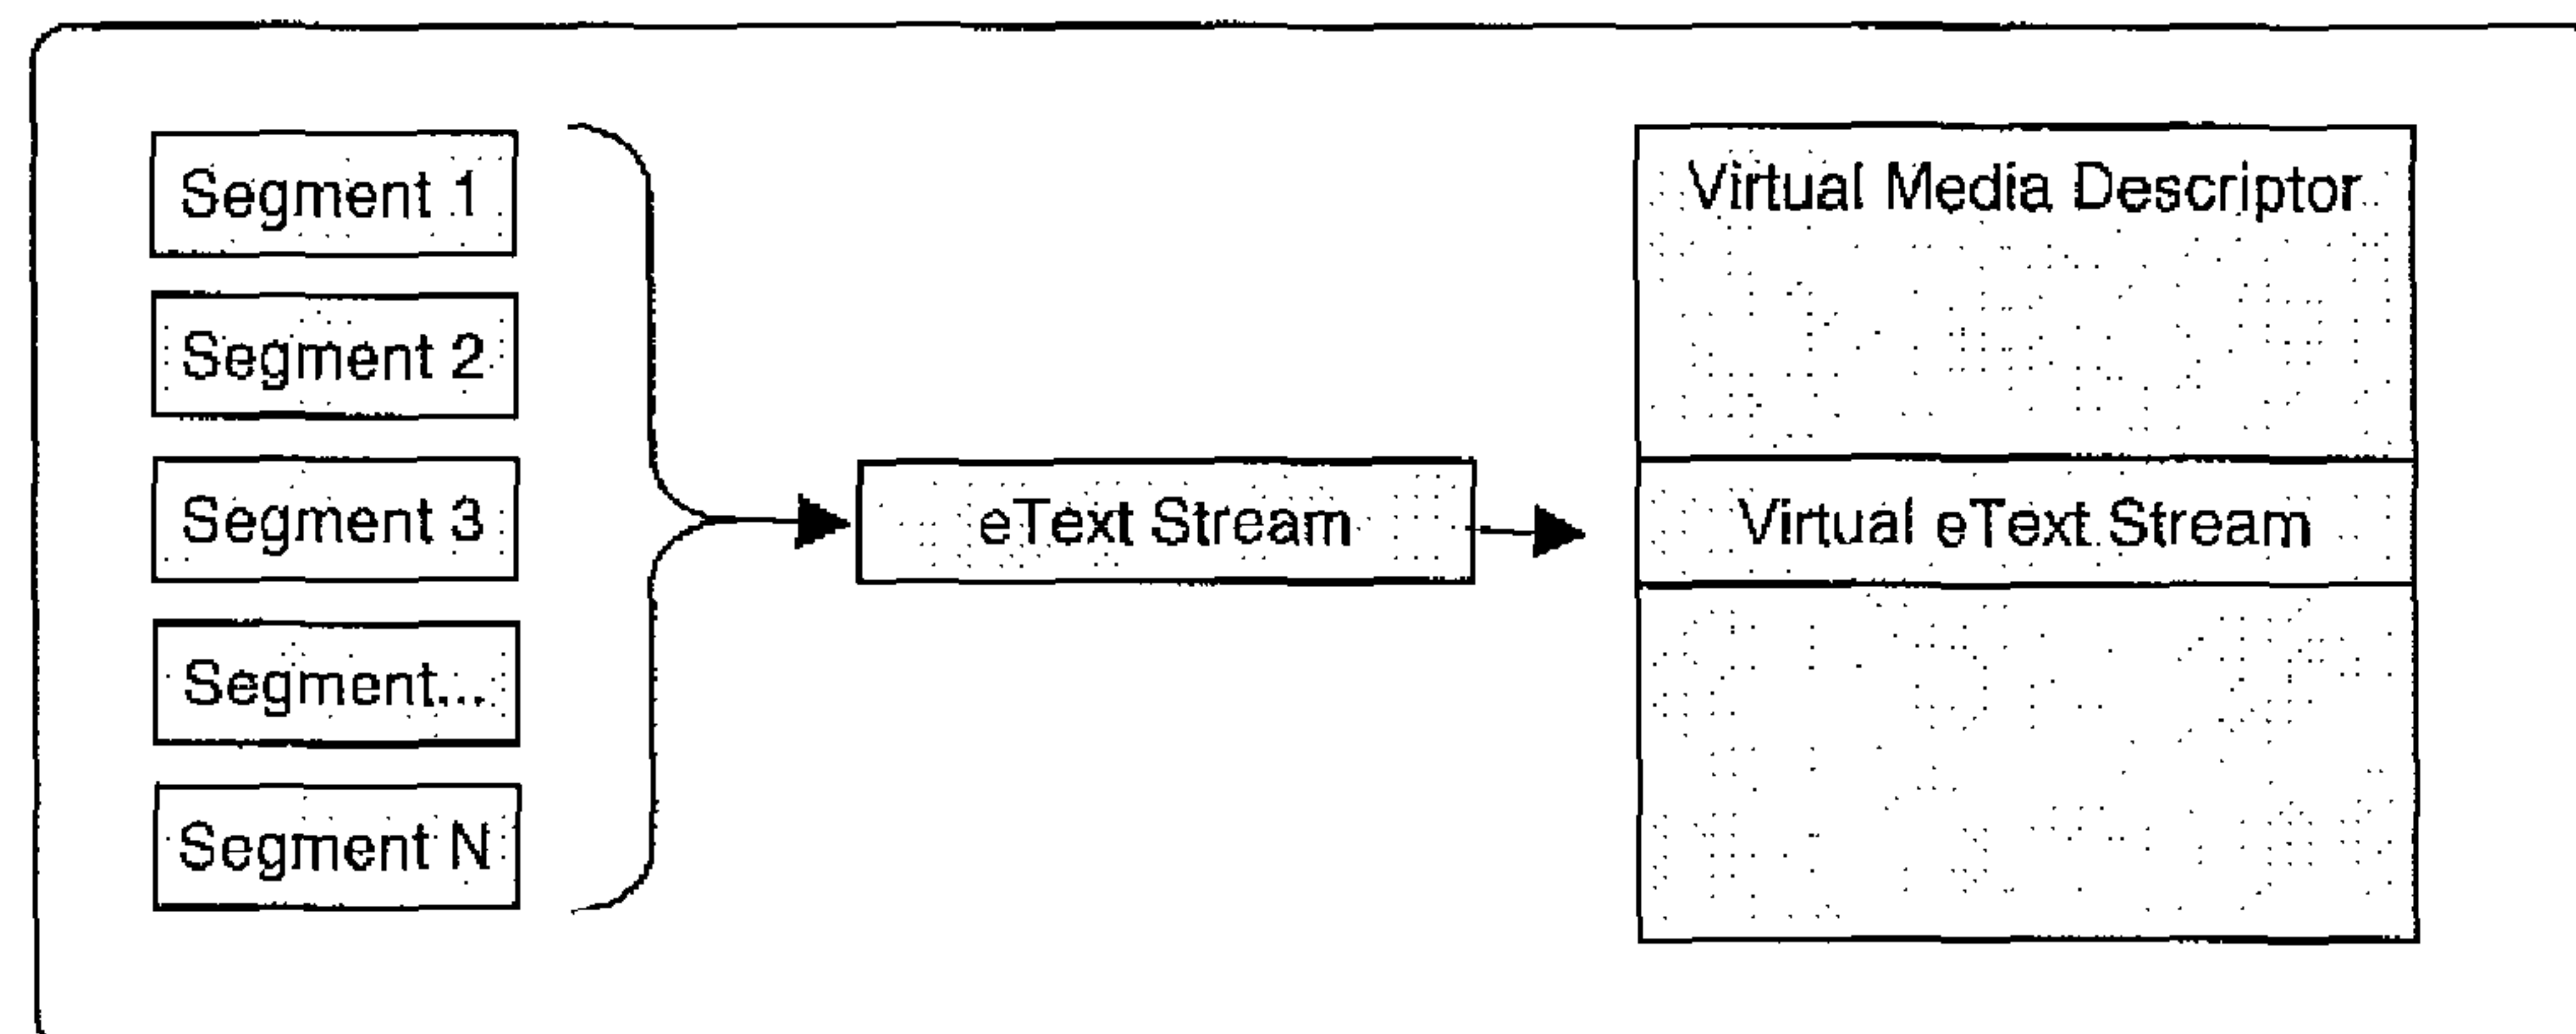 Segment 1
Segment 2
Segment 3
Segment...
Segment N
eText Stream
Virtual Media Descriptor
Virtual eText Stream